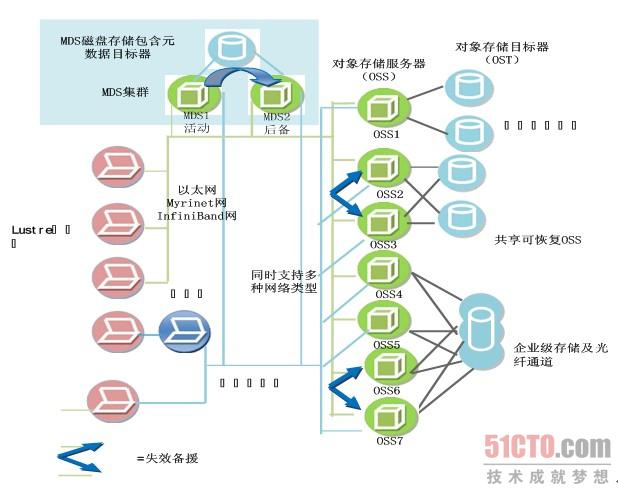 MDS磁盘存储包含元
数据目标器
MDS集群
MDS1
活动
MDS2
后备
对象存储服务器
(OSS)
对象存储目标器
(OST)
OSS1
OSS2
OSS3
OSS4
OSS5
OSS6
OSS7
以太网
Myrinet网
InfiniBand网
Lustre
同时支持多
种网络类型
共享可恢复OSS
企业级存储及光
纤通道
=失效备援
51CTO.com
技术成就梦想